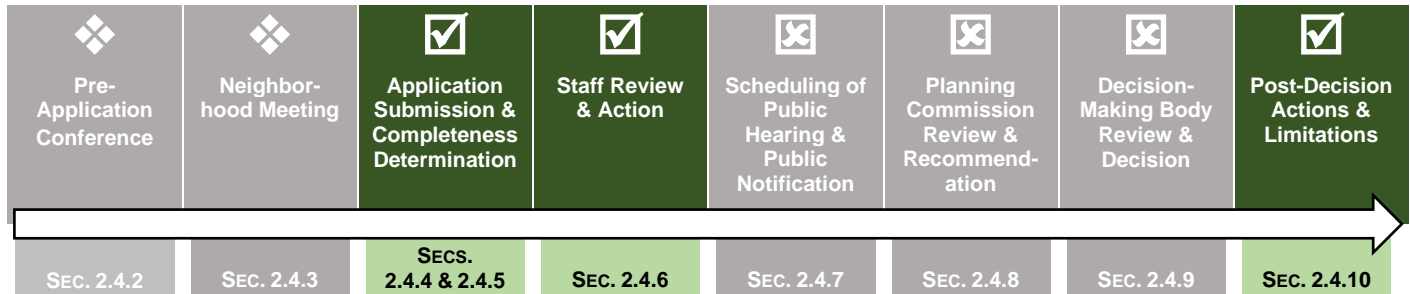 Pre-
Application
Conference
Neighbor-
hood Meeting
Application
Submission &
Completeness
Determination
Staff Review
& Action
Scheduling of
Public
Hearing &
Public
Notification
Planning
Commission
Review &
Recommend-
ation
Decision-
Making Body
Review &
Decision
Post-Decision
Actions &
Limitations
SEC. 2.4.2
SEC. 2.4.3
SECS.
2.4.4 & 2.4.5
SEC. 2.4.6
SEC. 2.4.7
SEC. 2.4.8
SEC. 2.4.9
SEC. 2.4.10